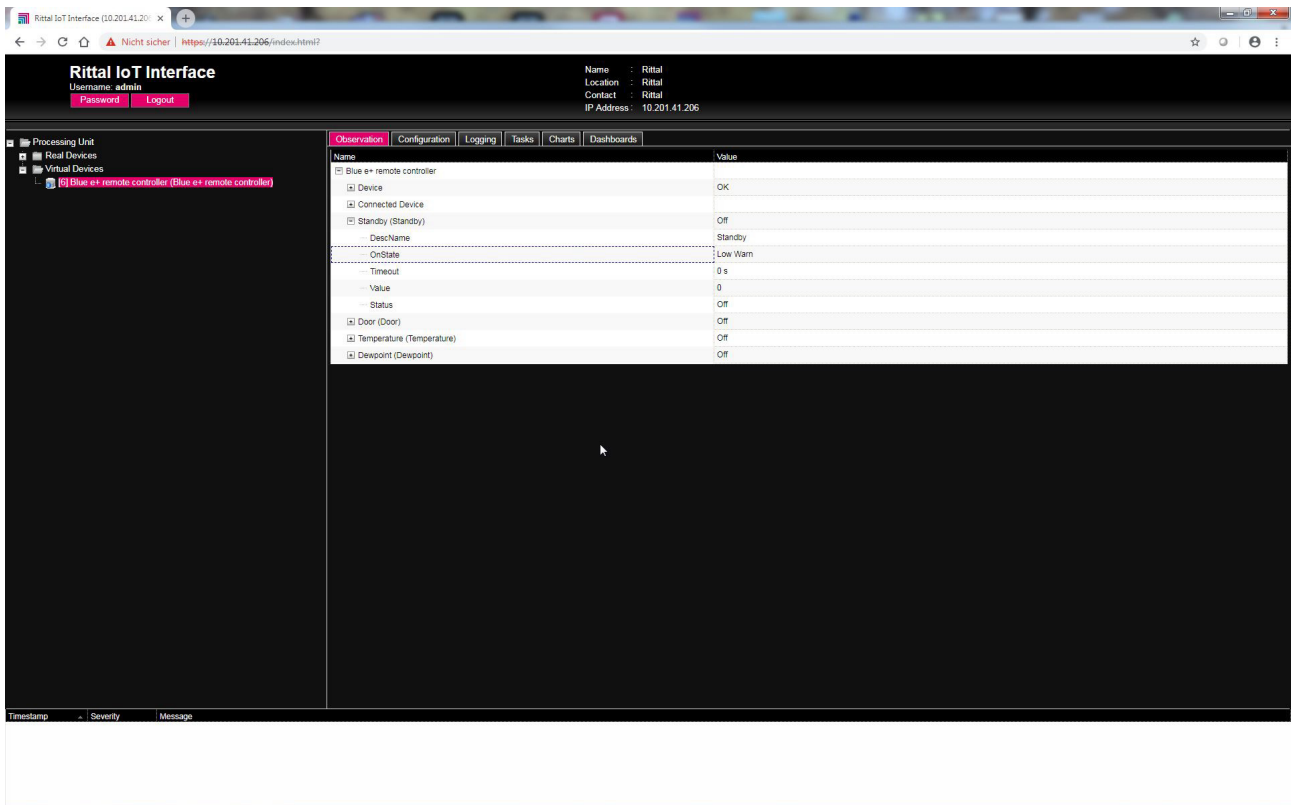 Rittal IoT Interface (10.201.41.20
Nicht sicher | https://10.201.41.206/index.html?
Rittal IoT Interface
Username: admin
Password Logout
Name : Rittal
Location : Rittal
Contact : Rittal
IP Address : 10.201.41.206
Processing Unit
Real Devices
Virtual Devices
[6] Blue e+ remote controller (Blue e+ remote controller)
Observation Configuration Logging Tasks Charts Dashboards
Name Value
Blue e+ remote controller
Device OK
Connected Device
Standby (Standby) Off
DescName Standby
OnState Low Warn
Timeout 0 s
Value 0
Status Off
Door (Door) Off
Temperature (Temperature) Off
Dewpoint (Dewpoint) Off
Timestamp Severity Message